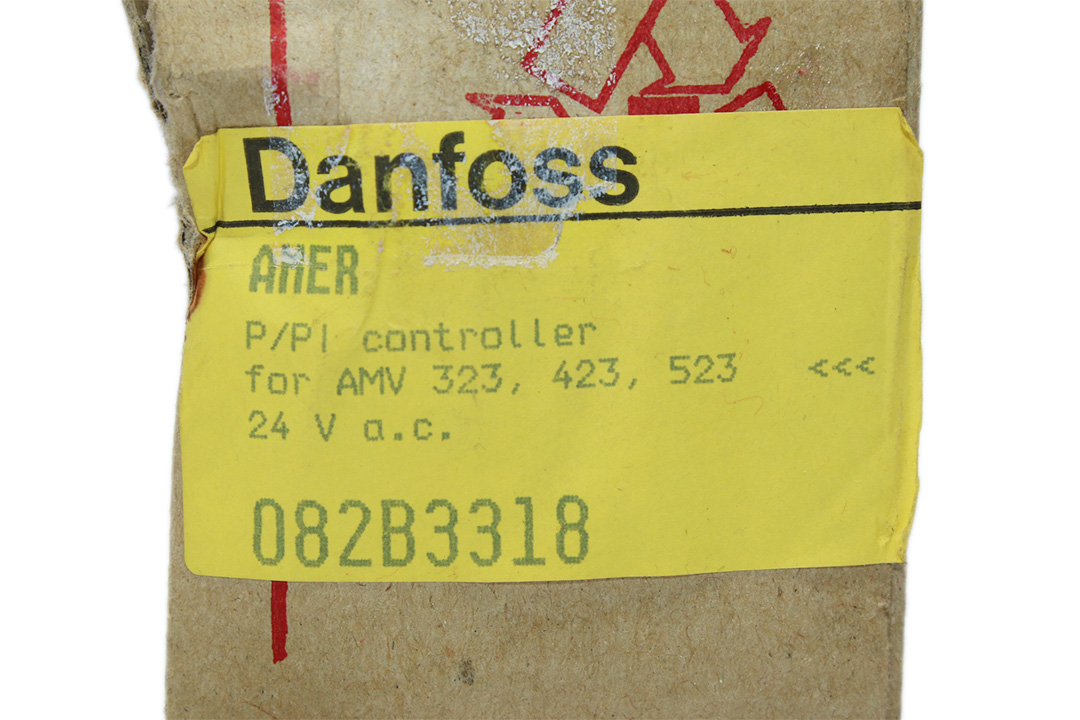 Danfoss
AMER
P/PI controller
for AMV 323, 423, 523 <<<
24 V a.c.
082B3318